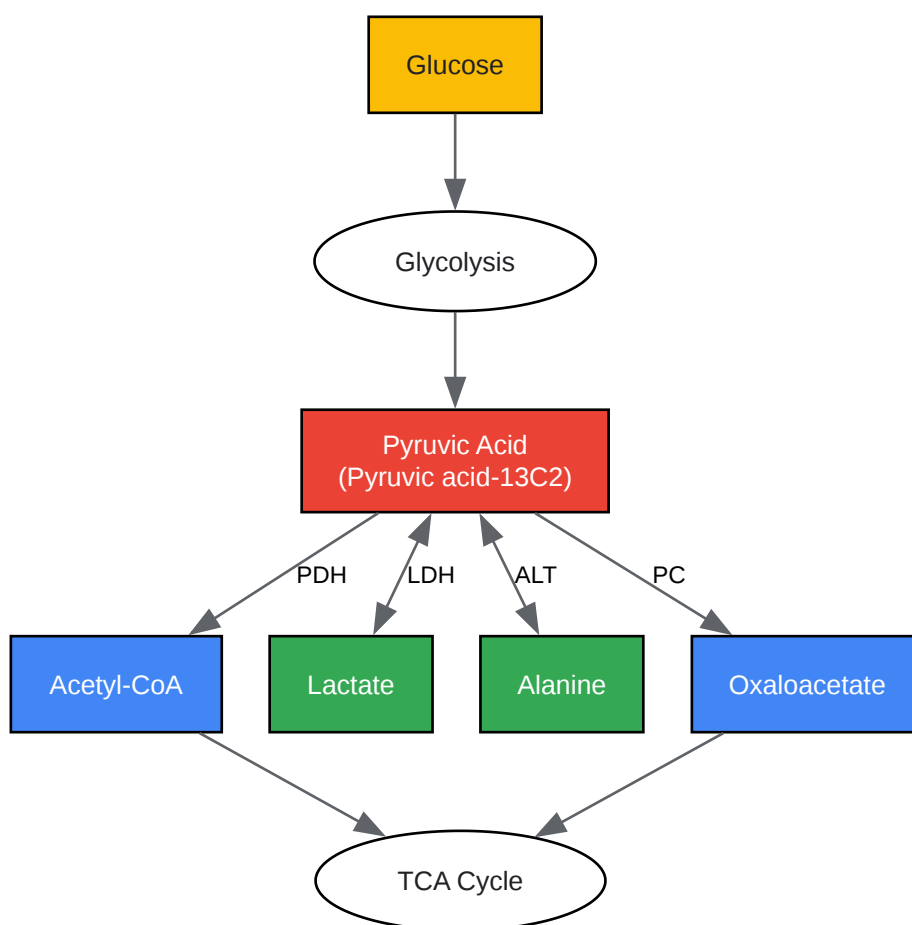 Glucose
Glycolysis
Pyruvic Acid
(Pyruvic acid-13C2)
PDH
LDH
ALT
PC
Acetyl-CoA
Lactate
Alanine
Oxaloacetate
TCA Cycle